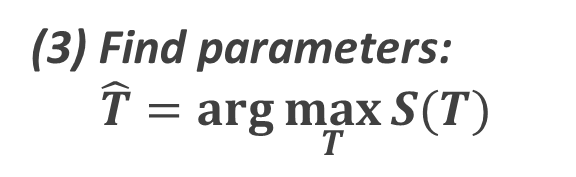 (3) Find parameters:
T̂ = arg max S(T)
T